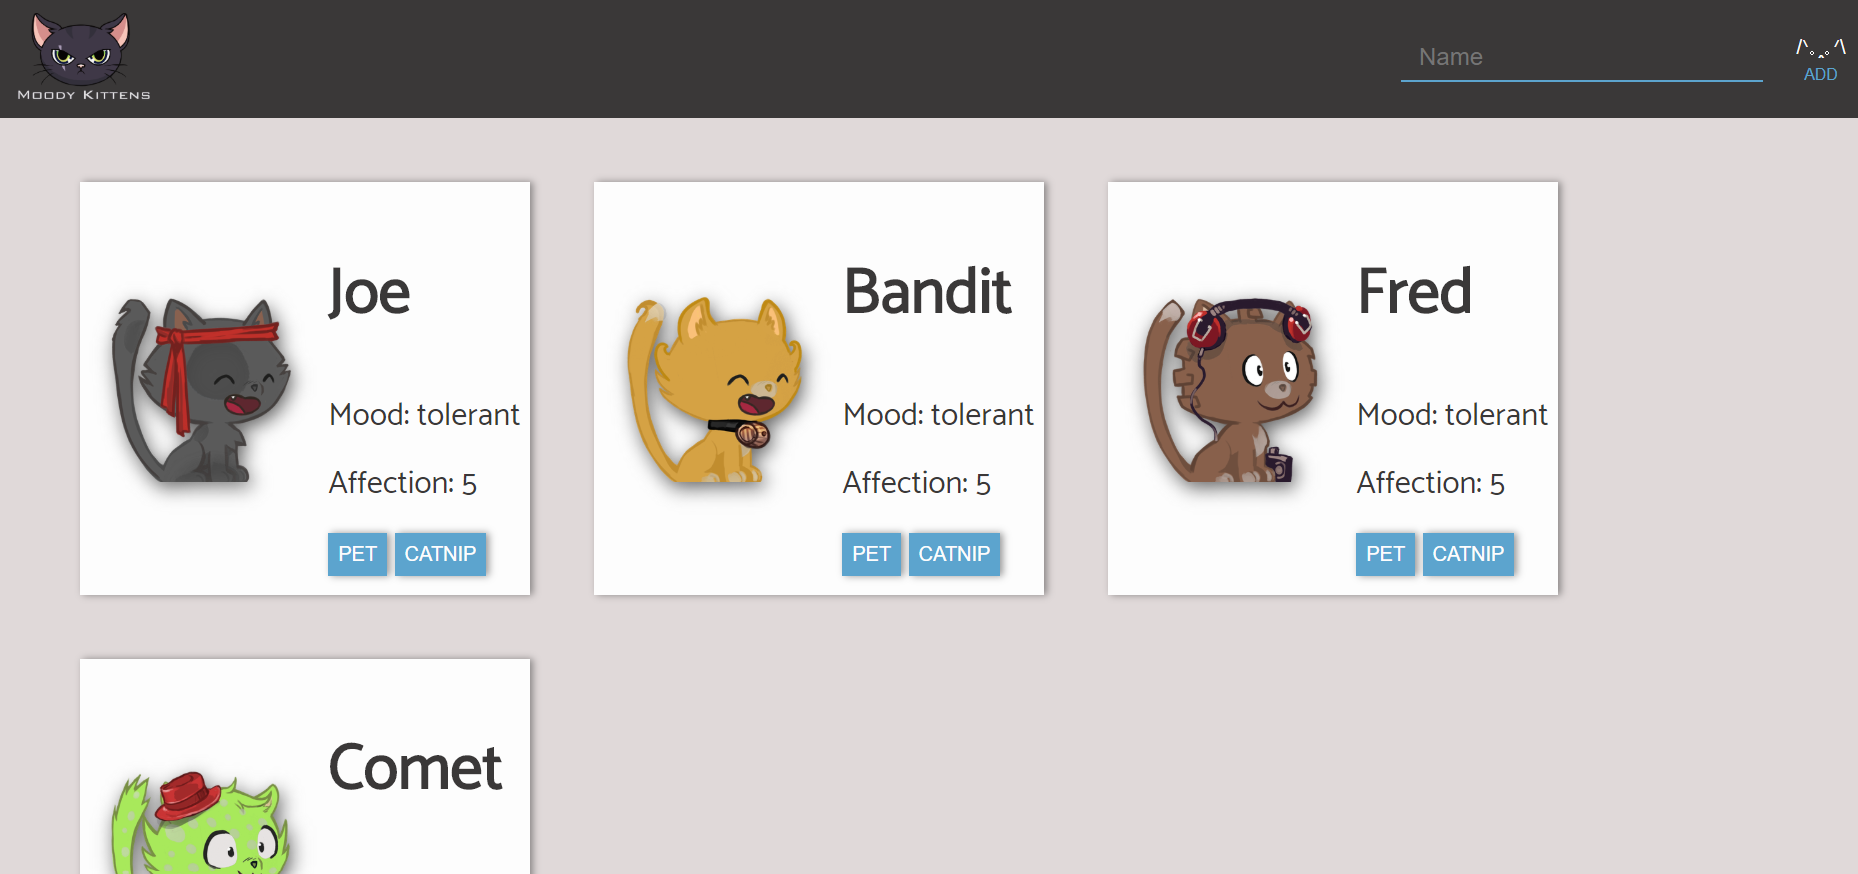 Moody Kittens
Name
/ᐠ｡‸｡ᐟ\
ADD
Joe
Mood: tolerant
Affection: 5
PET CATNIP
Bandit
Mood: tolerant
Affection: 5
PET CATNIP
Fred
Mood: tolerant
Affection: 5
PET CATNIP
Comet